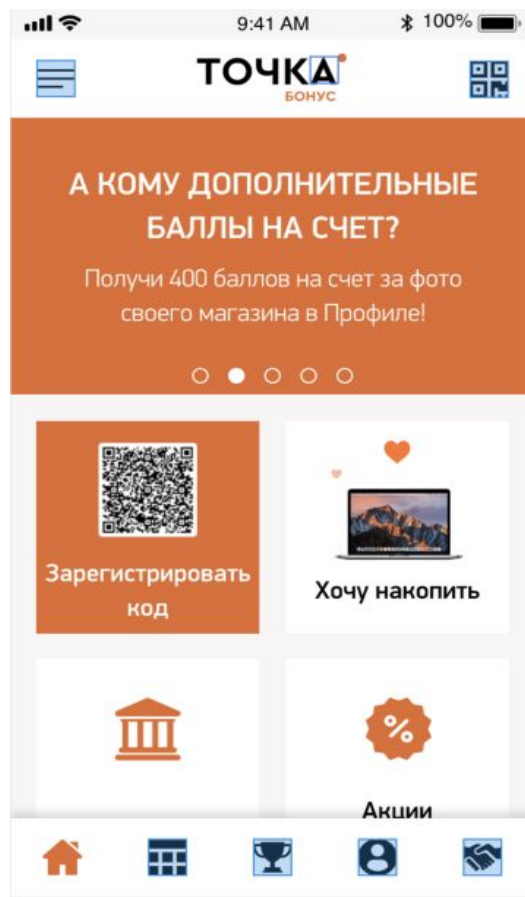 9:41 AM 100%
ТОЧКА
БОНУС
А КОМУ ДОПОЛНИТЕЛЬНЫЕ
БАЛЛЫ НА СЧЕТ?
Получи 400 баллов на счет за фото
своего магазина в Профиле!
Зарегистрировать
код
Хочу накопить
%
Акции